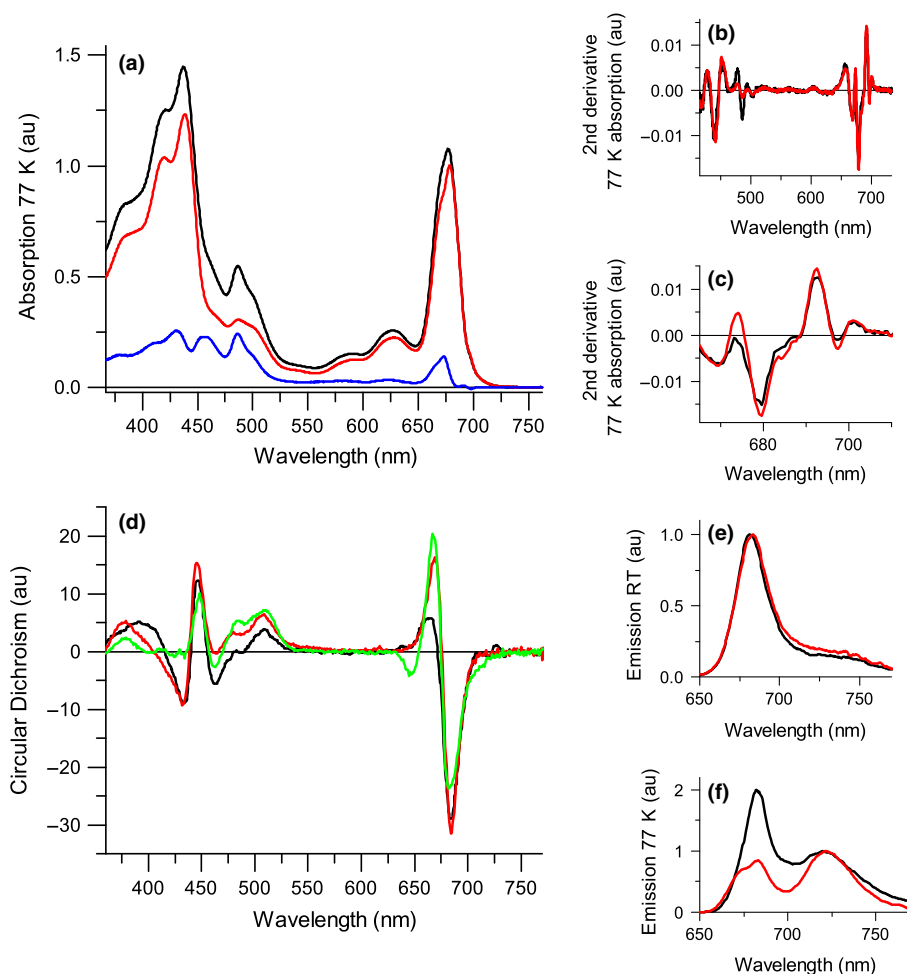 (a)
Absorption 77 K (au)
1.5
1.0
0.5
0.0
400 450 500 550 600 650 700 750
Wavelength (nm)
(b)
2nd derivative
77 K absorption (au)
0.01
0.00
−0.01
500 600 700
Wavelength (nm)
(c)
2nd derivative
77 K absorption (au)
0.01
0.00
−0.01
680 700
Wavelength (nm)
(d)
Circular Dichroism (au)
20
10
0
−10
−20
−30
400 450 500 550 600 650 700 750
Wavelength (nm)
(e)
Emission RT (au)
1.0
0.5
0.0
650 700 750
Wavelength (nm)
(f)
Emission 77 K (au)
2
1
0
650 700 750
Wavelength (nm)